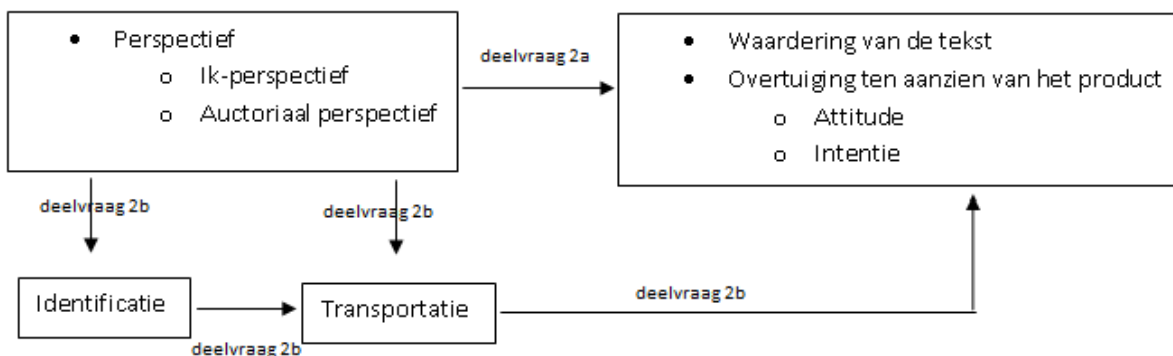 • Perspectief
o Ik-perspectief
o Auctoriaal perspectief
deelvraag 2a
• Waardering van de tekst
• Overtuiging ten aanzien van het product
o Attitude
o Intentie
deelvraag 2b
deelvraag 2b
Identificatie
deelvraag 2b
Transportatie
deelvraag 2b